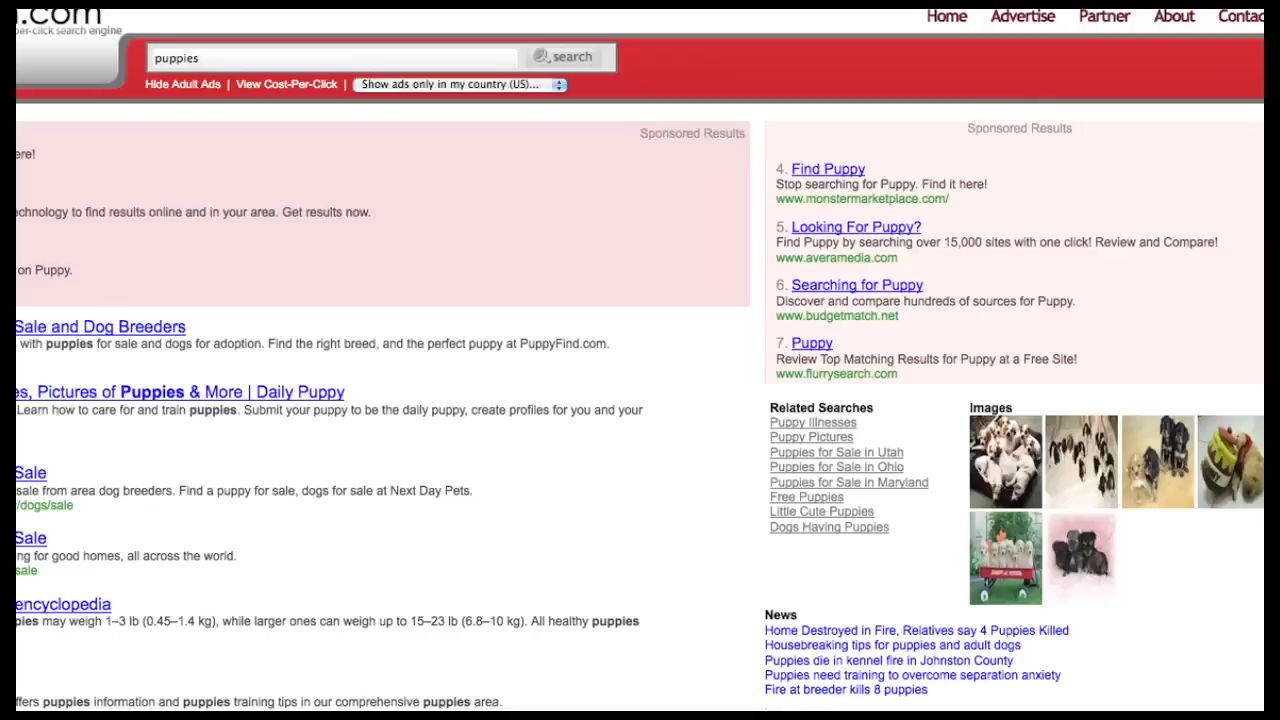 .com
per-click search engine
Home Advertise Partner About Contac
puppies
search
Hide Adult Ads | View Cost-Per-Click | Show ads only in my country (US)...
Sponsored Results
ere!
echnology to find results online and in your area. Get results now.
on Puppy.
Sale and Dog Breeders
with puppies for sale and dogs for adoption. Find the right breed, and the perfect puppy at PuppyFind.com.
es, Pictures of Puppies & More | Daily Puppy
Learn how to care for and train puppies. Submit your puppy to be the daily puppy, create profiles for you and your
Sale
sale from area dog breeders. Find a puppy for sale, dogs for sale at Next Day Pets.
/dogs/sale
Sale
ng for good homes, all across the world.
sale
encyclopedia
pies may weigh 1–3 lb (0.45–1.4 kg), while larger ones can weigh up to 15–23 lb (6.8–10 kg). All healthy puppies
ffers puppies information and puppies training tips in our comprehensive puppies area.
Sponsored Results
4. Find Puppy
Stop searching for Puppy. Find it here!
www.monstermarketplace.com/
5. Looking For Puppy?
Find Puppy by searching over 15,000 sites with one click! Review and Compare!
www.averamedia.com
6. Searching for Puppy
Discover and compare hundreds of sources for Puppy.
www.budgetmatch.net
7. Puppy
Review Top Matching Results for Puppy at a Free Site!
www.flurrysearch.com
Related Searches
Puppy Illnesses
Puppy Pictures
Puppies for Sale in Utah
Puppies for Sale in Ohio
Puppies for Sale in Maryland
Free Puppies
Little Cute Puppies
Dogs Having Puppies
Images
News
Home Destroyed in Fire, Relatives say 4 Puppies Killed
Housebreaking tips for puppies and adult dogs
Puppies die in kennel fire in Johnston County
Puppies need training to overcome separation anxiety
Fire at breeder kills 8 puppies